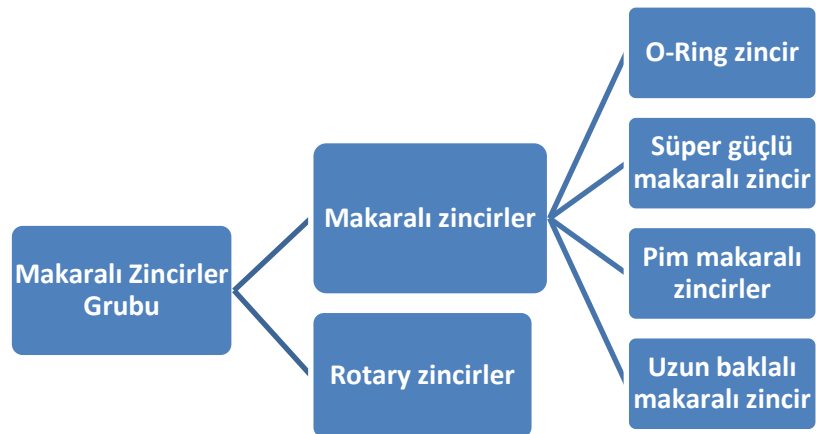 Makaralı Zincirler
Grubu
Makaralı zincirler
Rotary zincirler
O-Ring zincir
Süper güçlü
makaralı zincir
Pim makaralı
zincirler
Uzun baklalı
makaralı zincir